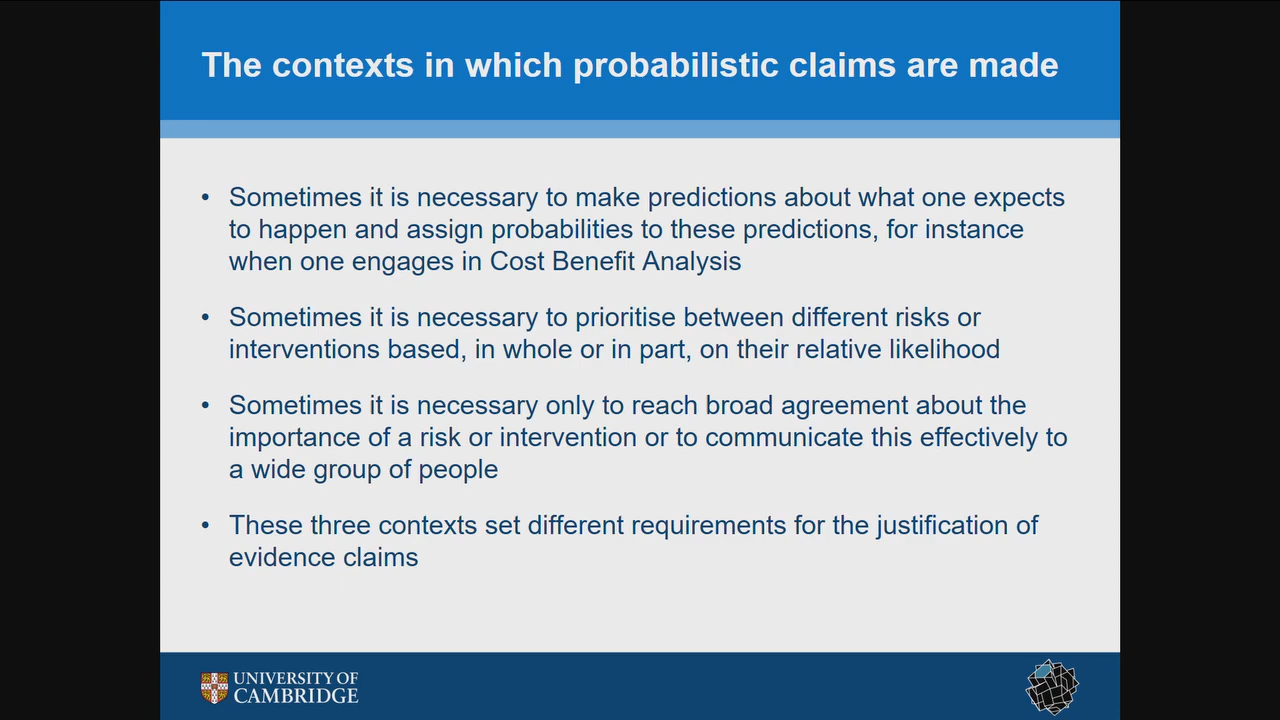 The contexts in which probabilistic claims are made
• Sometimes it is necessary to make predictions about what one expects
to happen and assign probabilities to these predictions, for instance
when one engages in Cost Benefit Analysis
• Sometimes it is necessary to prioritise between different risks or
interventions based, in whole or in part, on their relative likelihood
• Sometimes it is necessary only to reach broad agreement about the
importance of a risk or intervention or to communicate this effectively to
a wide group of people
• These three contexts set different requirements for the justification of
evidence claims
UNIVERSITY OF
CAMBRIDGE